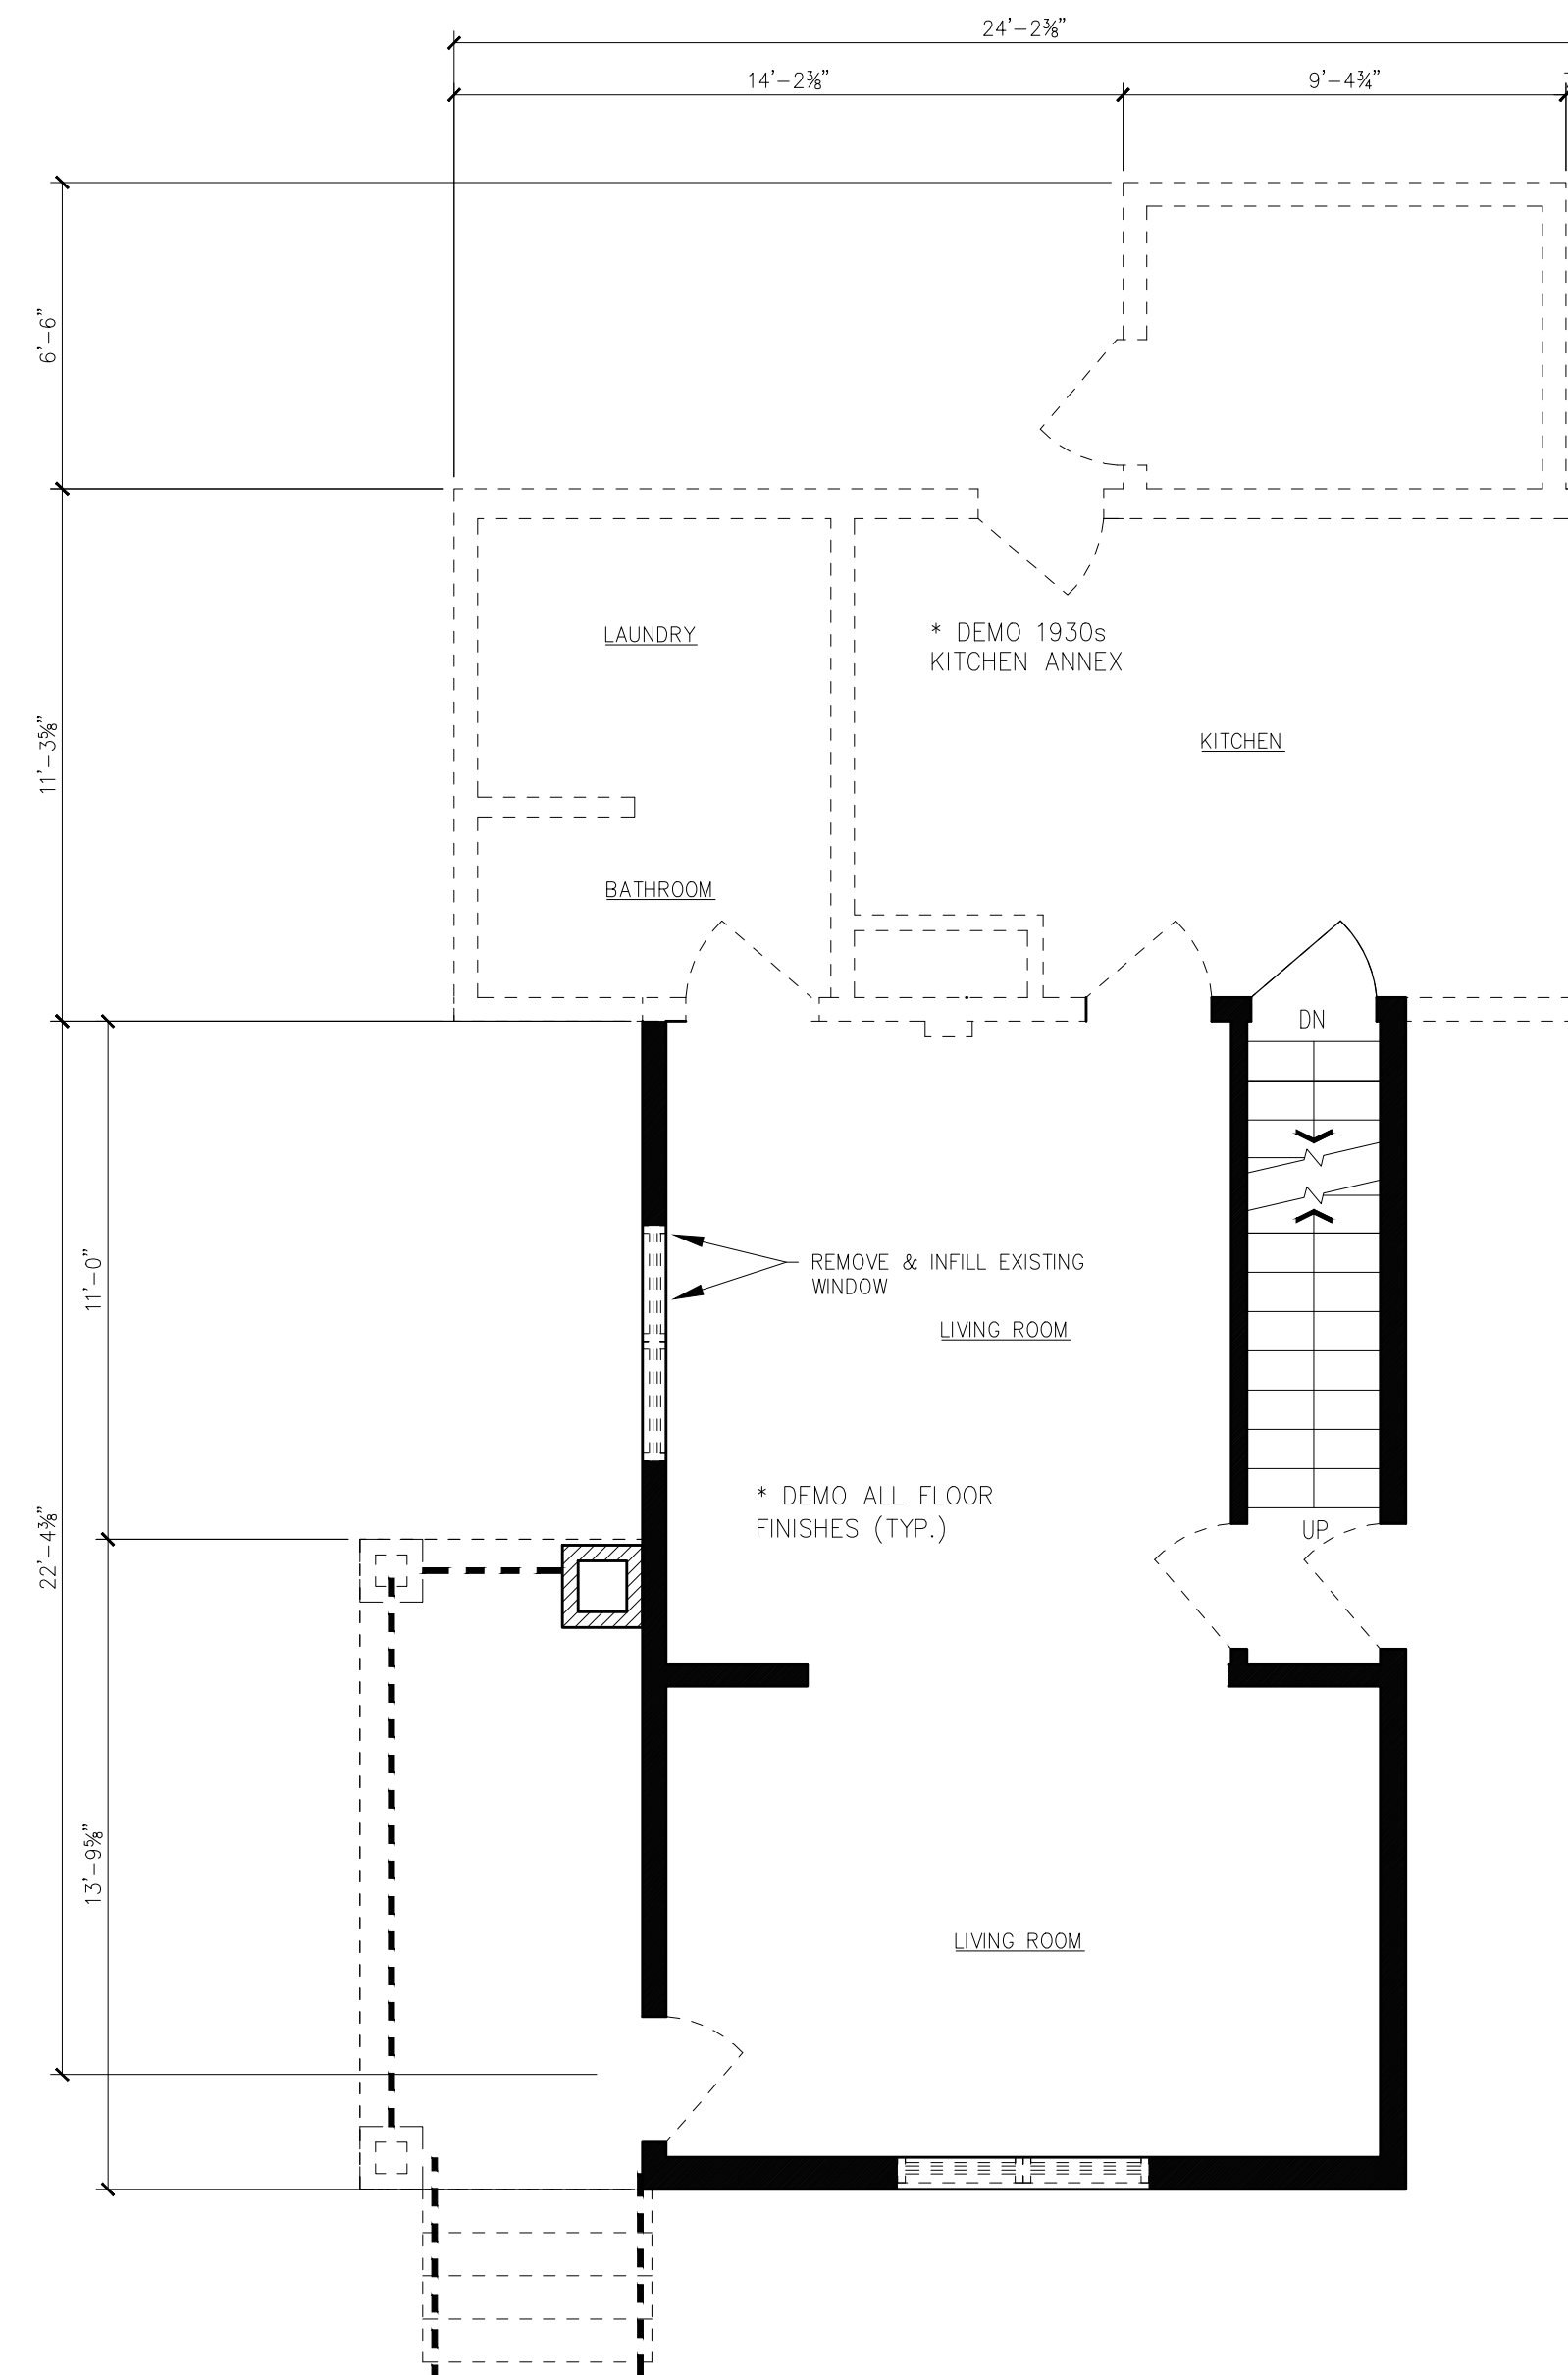 24'-2⅜"
14'-2⅜"
9'-4¾"
6'-6"
LAUNDRY
* DEMO 1930s
KITCHEN ANNEX
11'-3⅝"
KITCHEN
BATHROOM
DN
REMOVE & INFILL EXISTING
WINDOW
11'-0"
LIVING ROOM
* DEMO ALL FLOOR
FINISHES (TYP.)
UP
22'-4⅜"
13'-9⅝"
LIVING ROOM